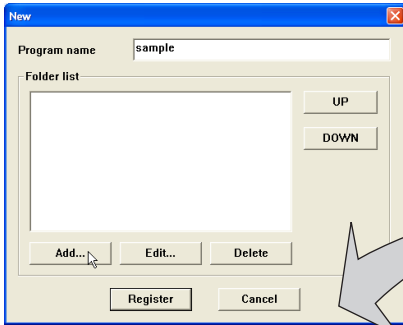 New
Program name sample
Folder list
UP
DOWN
Add... Edit... Delete
Register Cancel